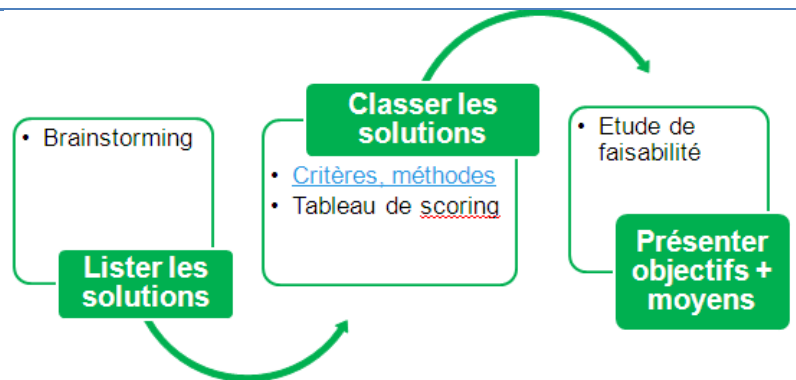 • Brainstorming
Lister les
solutions
Classer les
solutions
• Critères, méthodes
• Tableau de scoring
• Etude de
faisabilité
Présenter
objectifs +
moyens